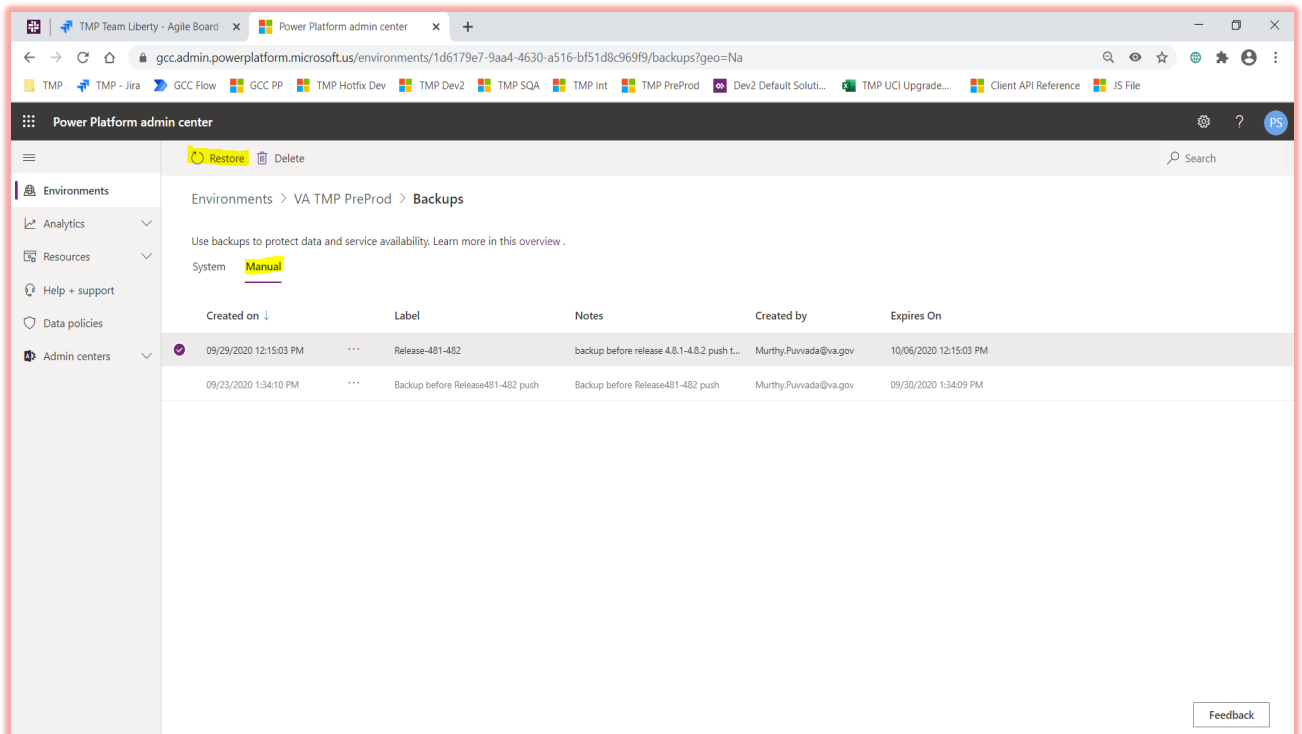 TMP Team Liberty - Agile Board
Power Platform admin center
gcc.admin.powerplatform.microsoft.us/environments/1d6179e7-9aa4-4630-a516-bf51d8c969f9/backups?geo=Na
TMP TMP - Jira GCC Flow GCC PP TMP Hotfix Dev TMP Dev2 TMP SQA TMP Int TMP PreProd Dev2 Default Soluti... TMP UCI Upgrade... Client API Reference JS File
Power Platform admin center ? PS
Restore Delete Search
Environments
Analytics
Resources
Help + support
Data policies
Admin centers
Environments > VA TMP PreProd > Backups
Use backups to protect data and service availability. Learn more in this overview .
System Manual
Created on ↓ Label Notes Created by Expires On
09/29/2020 12:15:03 PM ... Release-481-482 backup before release 4.8.1-4.8.2 push t... Murthy.Puvvada@va.gov 10/06/2020 12:15:03 PM
09/23/2020 1:34:10 PM ... Backup before Release481-482 push Backup before Release481-482 push Murthy.Puvvada@va.gov 09/30/2020 1:34:09 PM
Feedback